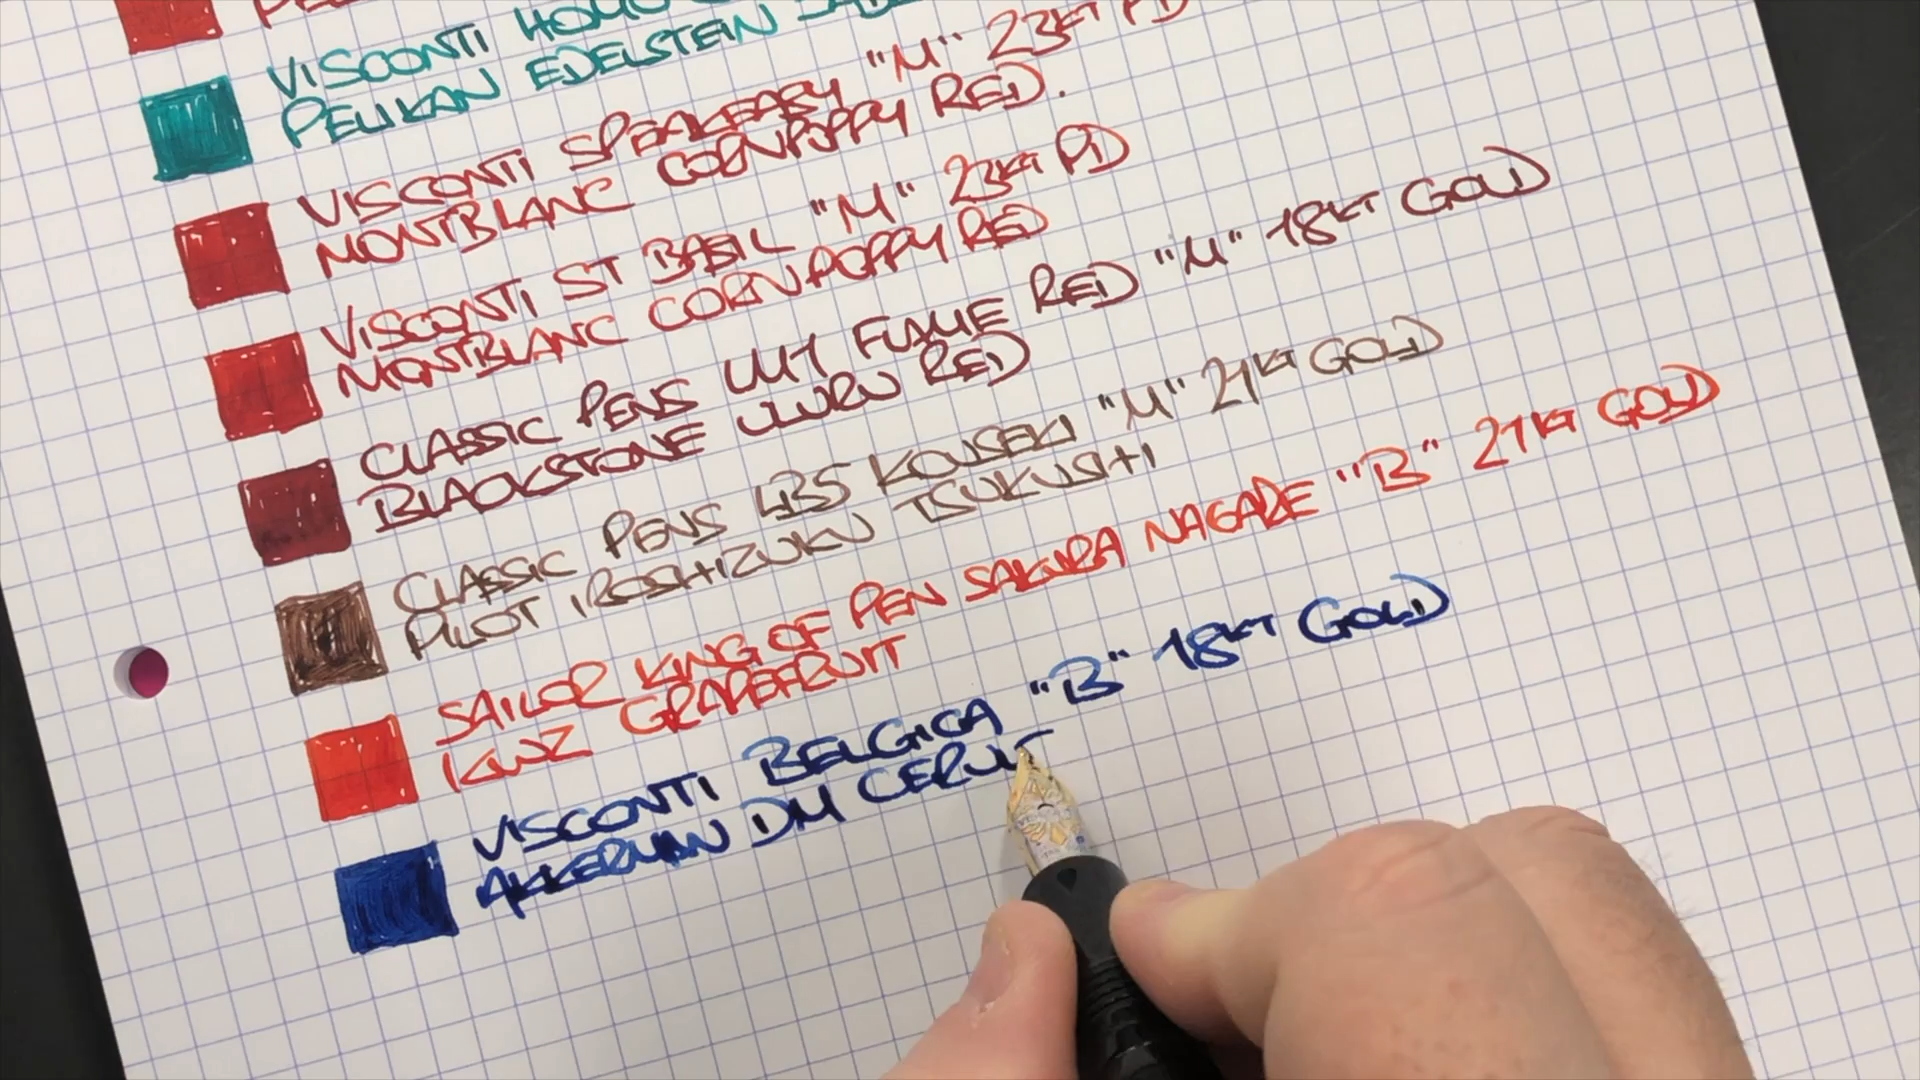 VISCONTI HOMO
PELIKAN EDELSTEIN
VISCONTI SPEAKEASY "M" 23KT PD
MONTBLANC CORNPOPPY RED.
VISCONTI ST BASIL "M" 23KT PD
MONTBLANC CORNPOPPY RED
CLASSIC PENS LM1 FLAME RED "M" 18KT GOLD
BLACKSTONE ULURU RED
CLASSIC PENS LB5 KOUSEKI "M" 21KT GOLD
PILOT IROSHIZUKU TSUKUSHI
SAILOR KING OF PEN SAKURA NAGARE "B" 21KT GOLD
KWZ GRAPEFRUIT
VISCONTI BELGICA "B" 18KT GOLD
AKKERMAN DM CERUL